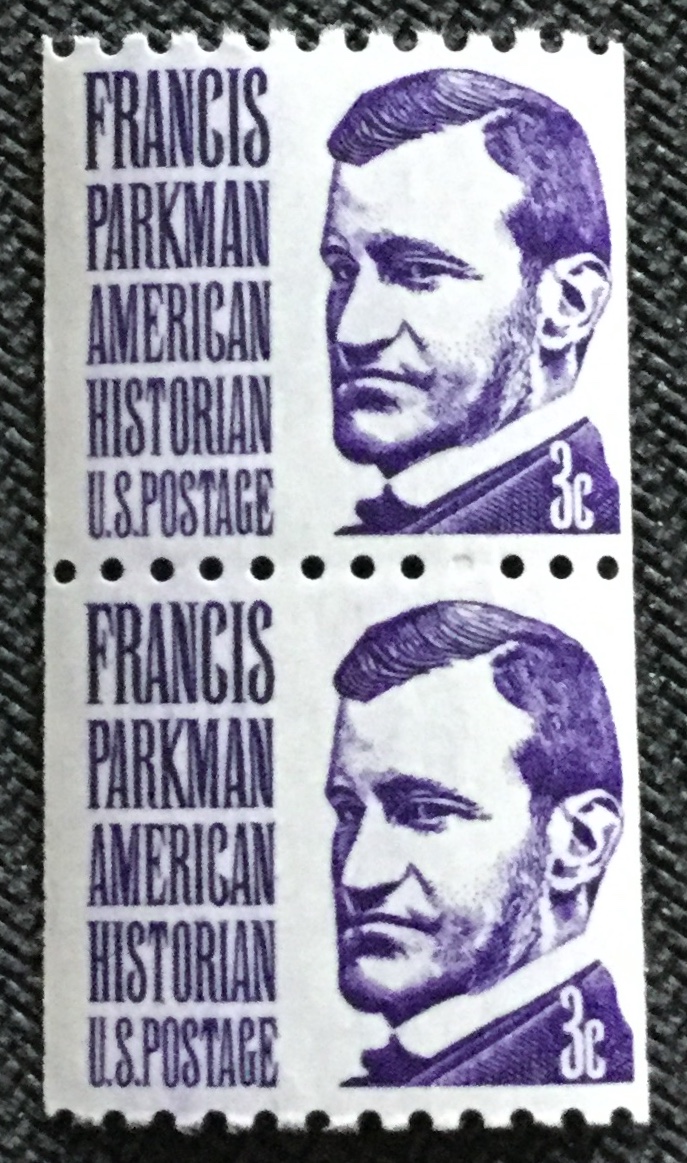 FRANCIS
PARKMAN
AMERICAN
HISTORIAN
U.S.POSTAGE
3c
FRANCIS
PARKMAN
AMERICAN
HISTORIAN
U.S.POSTAGE
3c